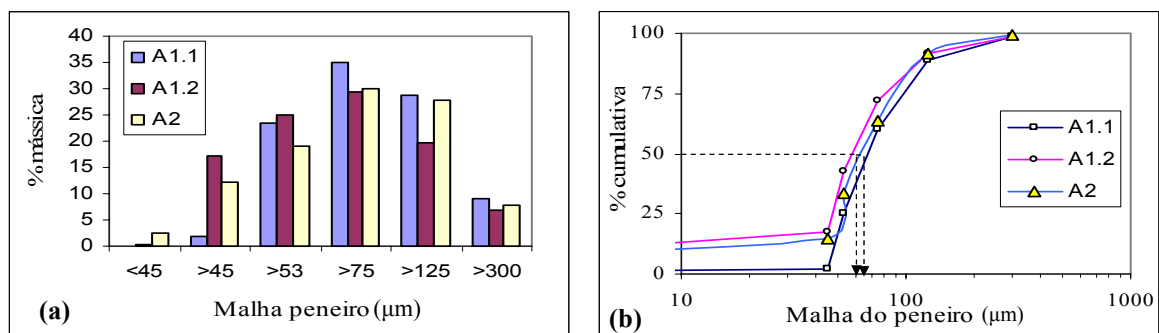 40
35
30
25
20
15
10
5
0
% mássica
A1.1
A1.2
A2
<45 >45 >53 >75 >125 >300
Malha peneiro (μm)
(a)
100
75
50
25
0
% cumulativa
A1.1
A1.2
A2
10 100 1000
Malha do peneiro (μm)
(b)